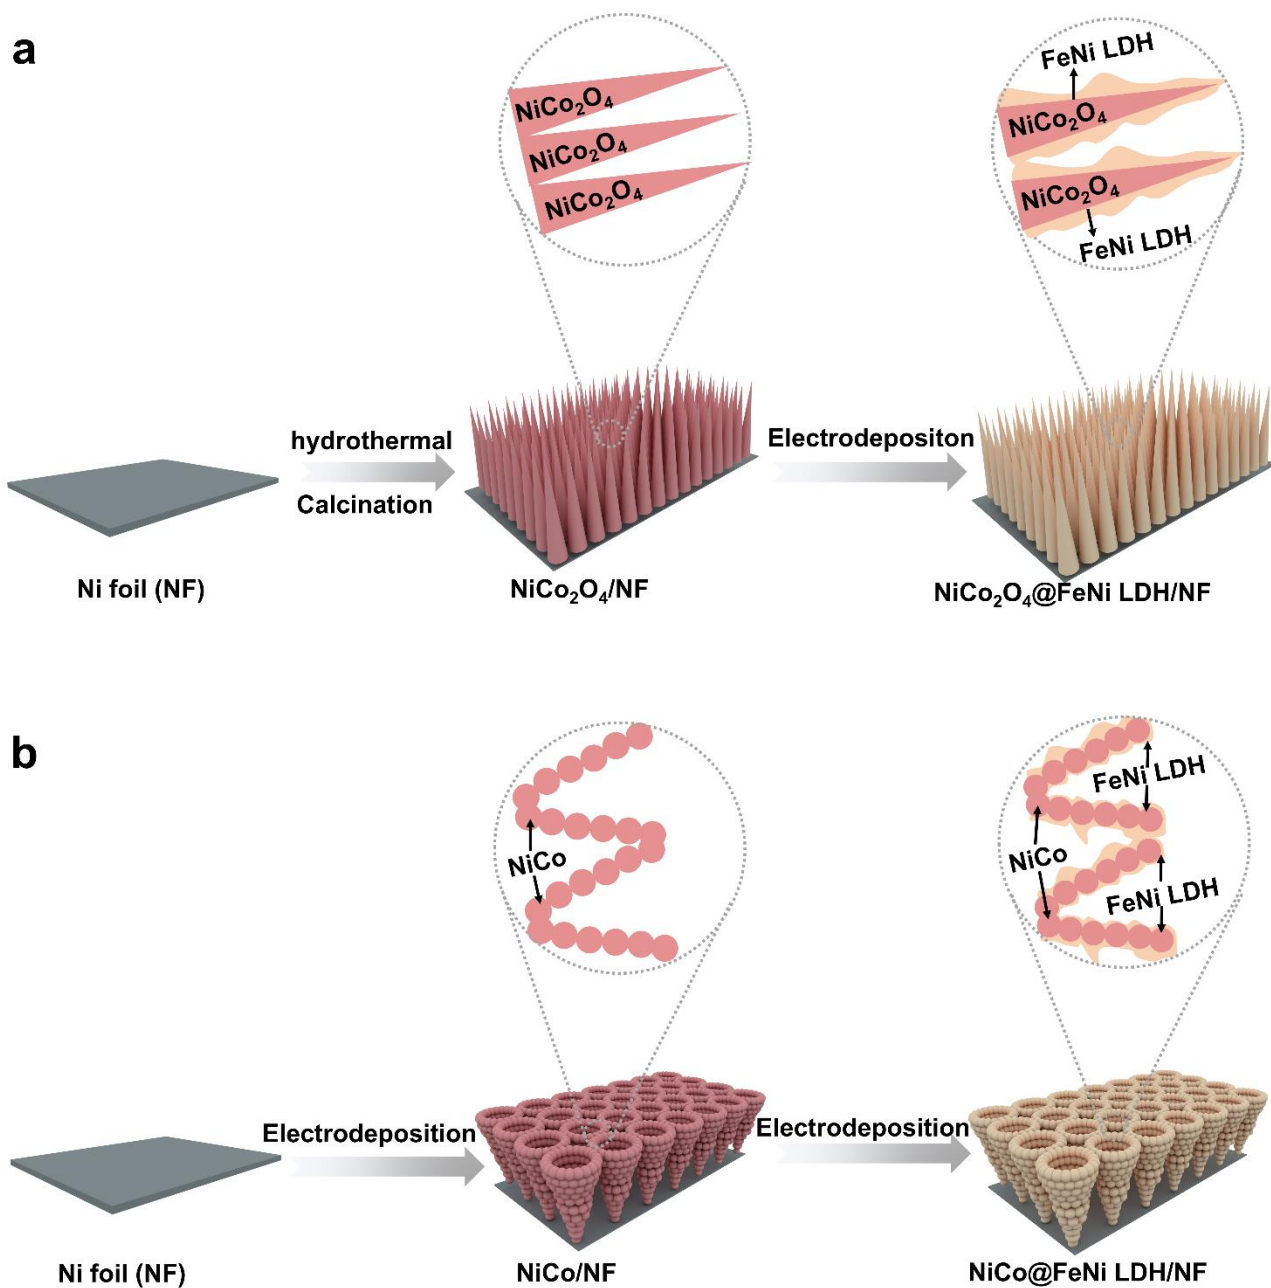 a
NiCo₂O₄
NiCo₂O₄
NiCo₂O₄
FeNi LDH
NiCo₂O₄
NiCo₂O₄
FeNi LDH
hydrothermal
Calcination
Electrodepositon
Ni foil (NF)
NiCo₂O₄/NF
NiCo₂O₄@FeNi LDH/NF
b
NiCo
FeNi LDH
NiCo
FeNi LDH
Electrodeposition
Electrodeposition
Ni foil (NF)
NiCo/NF
NiCo@FeNi LDH/NF